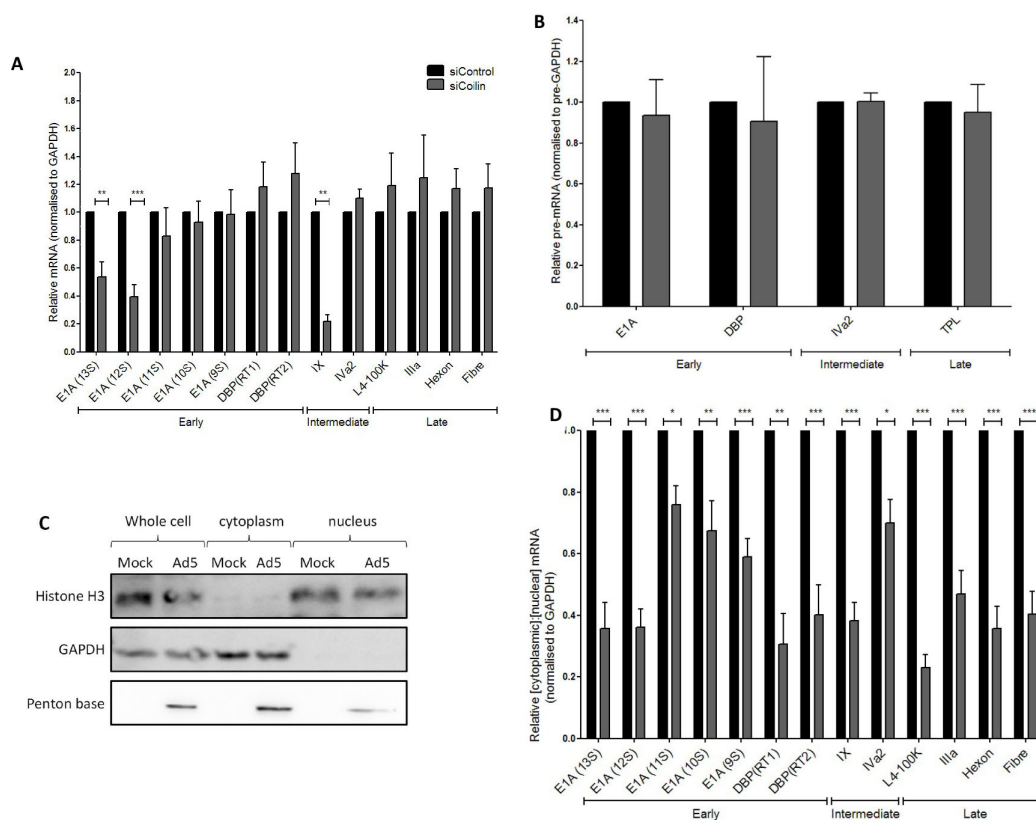 A
Relative mRNA (normalised to GAPDH)
2.0
1.8
1.6
1.4
1.2
1.0
0.8
0.6
0.4
0.2
0.0
siControl
siCoilin
**
***
**
E1A (13S)
E1A (12S)
E1A (11S)
E1A (10S)
E1A (9S)
DBP(RT1)
DBP(RT2)
IX
IVa2
L4-100K
IIIa
Hexon
Fibre
Early
Intermediate
Late
B
Relative pre-mRNA (normalised to pre-GAPDH)
1.4
1.2
1.0
0.8
0.6
0.4
0.2
0.0
E1A
DBP
IVa2
TPL
Early
Intermediate
Late
C
Whole cell cytoplasm nucleus
Mock Ad5 Mock Ad5 Mock Ad5
Histone H3
GAPDH
Penton base
D
Relative [cytoplasmic]:[nuclear] mRNA
(normalised to GAPDH)
1.0
0.8
0.6
0.4
0.2
0.0
*** *** * ** *** ** *** *** * *** *** *** ***
E1A (13S)
E1A (12S)
E1A (11S)
E1A (10S)
E1A (9S)
DBP(RT1)
DBP(RT2)
IX
IVa2
L4-100K
IIIa
Hexon
Fibre
Early
Intermediate
Late